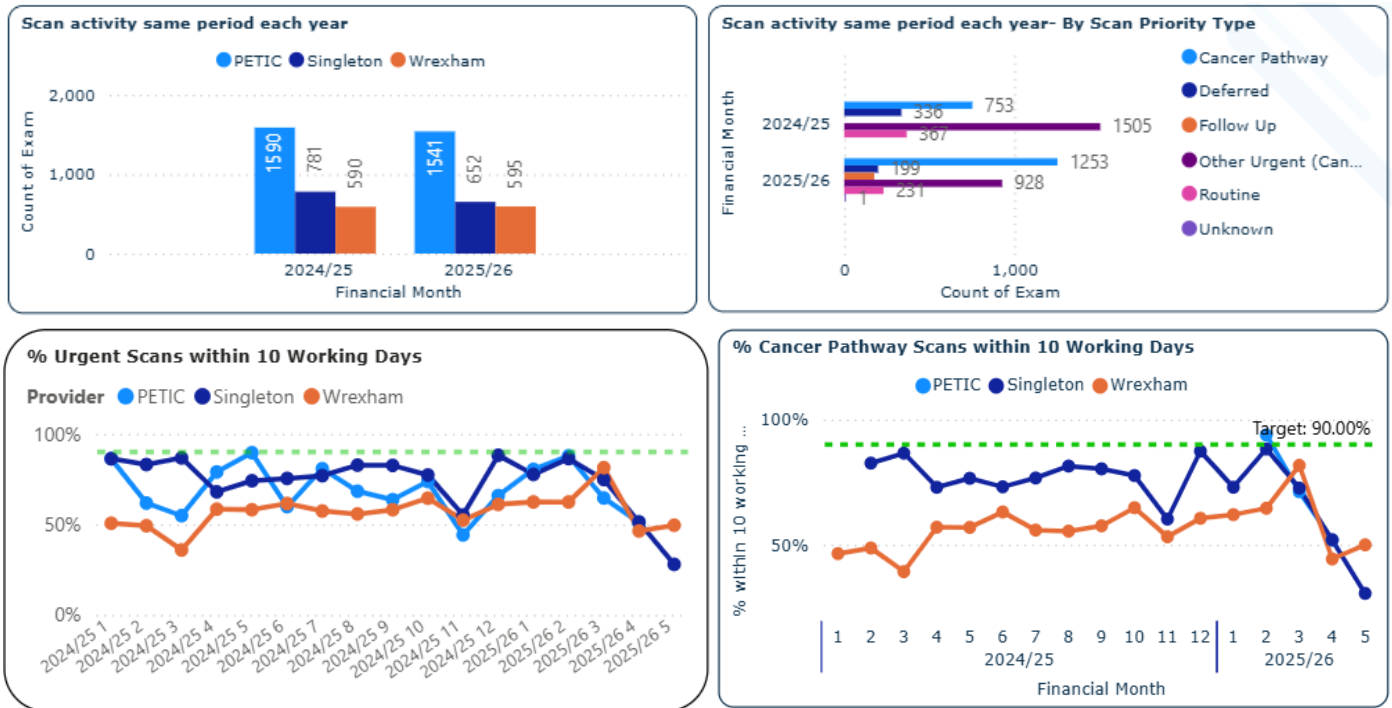 Scan activity same period each year
PETIC Singleton Wrexham
2,000
1,000
0
Count of Exam
1590
781
590
1541
652
595
2024/25 2025/26
Financial Month
Scan activity same period each year- By Scan Priority Type
Financial Month
2024/25
753
336
1505
367
2025/26
1253
199
928
231
1
0 1,000
Count of Exam
Cancer Pathway
Deferred
Follow Up
Other Urgent (Can...
Routine
Unknown
% Urgent Scans within 10 Working Days
Provider PETIC Singleton Wrexham
100%
50%
0%
2024/25 1
2024/25 2
2024/25 3
2024/25 4
2024/25 5
2024/25 6
2024/25 7
2024/25 8
2024/25 9
2024/25 10
2024/25 11
2024/25 12
2025/26 1
2025/26 2
2025/26 3
2025/26 4
2025/26 5
% Cancer Pathway Scans within 10 Working Days
PETIC Singleton Wrexham
% within 10 working ...
100%
Target: 90.00%
50%
1 2 3 4 5 6 7 8 9 10 11 12 1 2 3 4 5
2024/25 2025/26
Financial Month